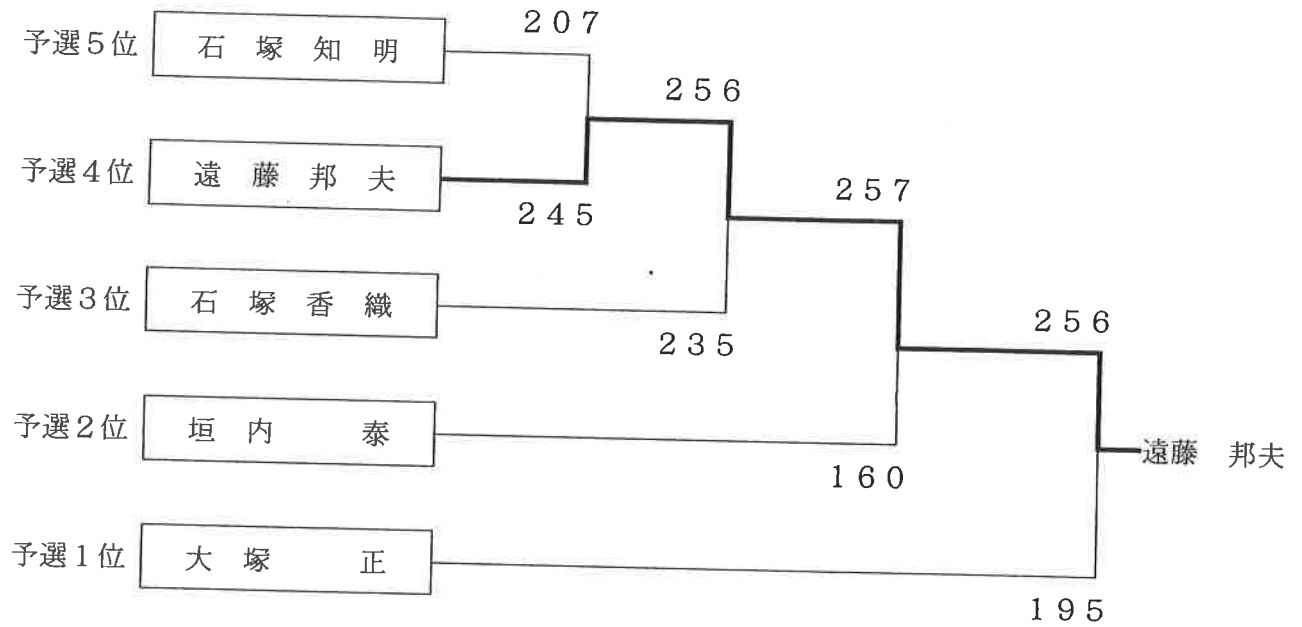 207
予選5位 石塚知明
256
予選4位 遠藤邦夫
257
245
予選3位 石塚香織
256
235
予選2位 垣内 泰
遠藤 邦夫
160
予選1位 大塚 正
195